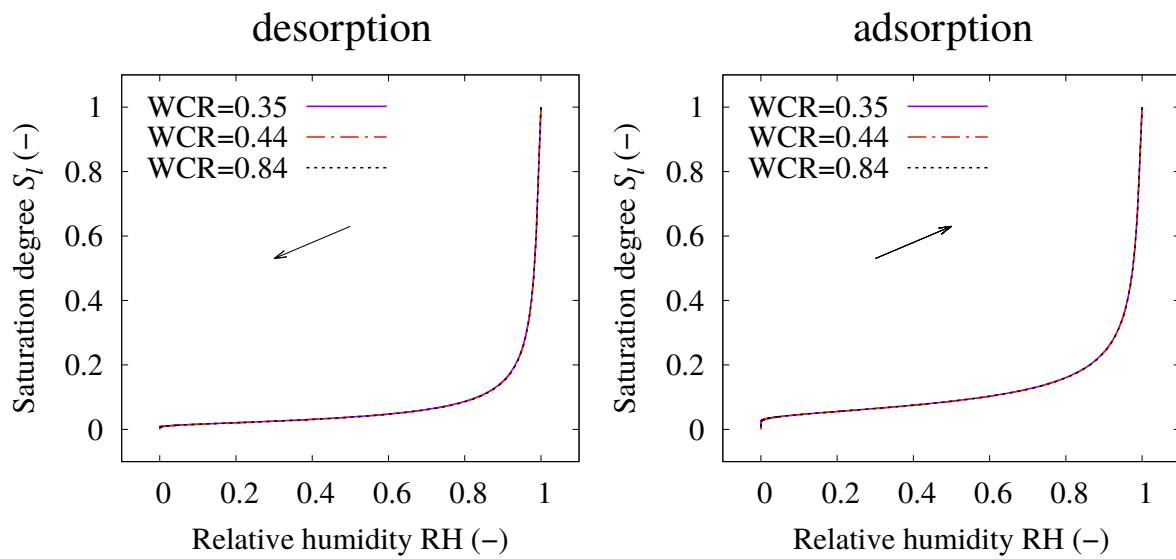 desorption
Saturation degree S_l (−)
1
0.8
0.6
0.4
0.2
0
WCR=0.35
WCR=0.44
WCR=0.84
0 0.2 0.4 0.6 0.8 1
Relative humidity RH (−)
adsorption
Saturation degree S_l (−)
1
0.8
0.6
0.4
0.2
0
WCR=0.35
WCR=0.44
WCR=0.84
0 0.2 0.4 0.6 0.8 1
Relative humidity RH (−)